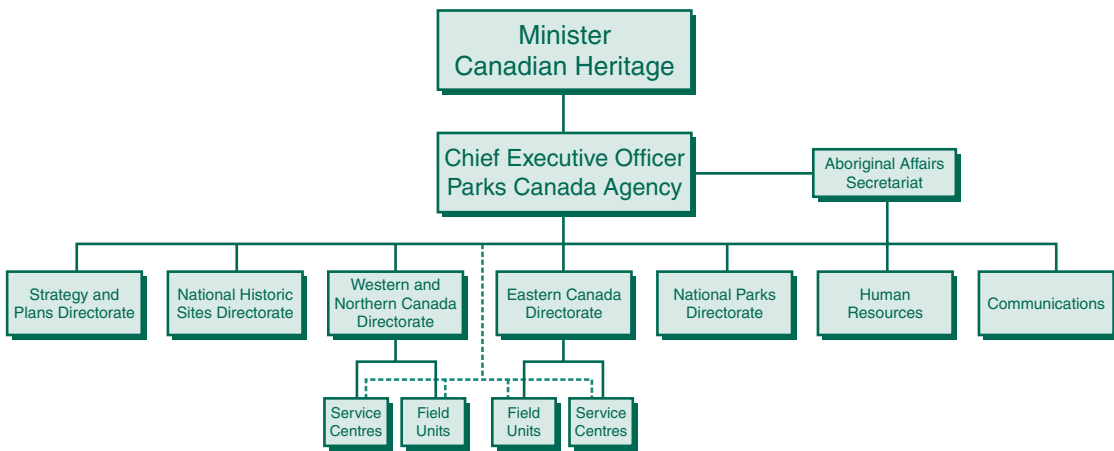 Minister
Canadian Heritage
Chief Executive Officer
Parks Canada Agency
Aboriginal Affairs
Secretariat
Strategy and
Plans Directorate
National Historic
Sites Directorate
Western and
Northern Canada
Directorate
Eastern Canada
Directorate
National Parks
Directorate
Human
Resources
Communications
Service
Centres
Field
Units
Field
Units
Service
Centres